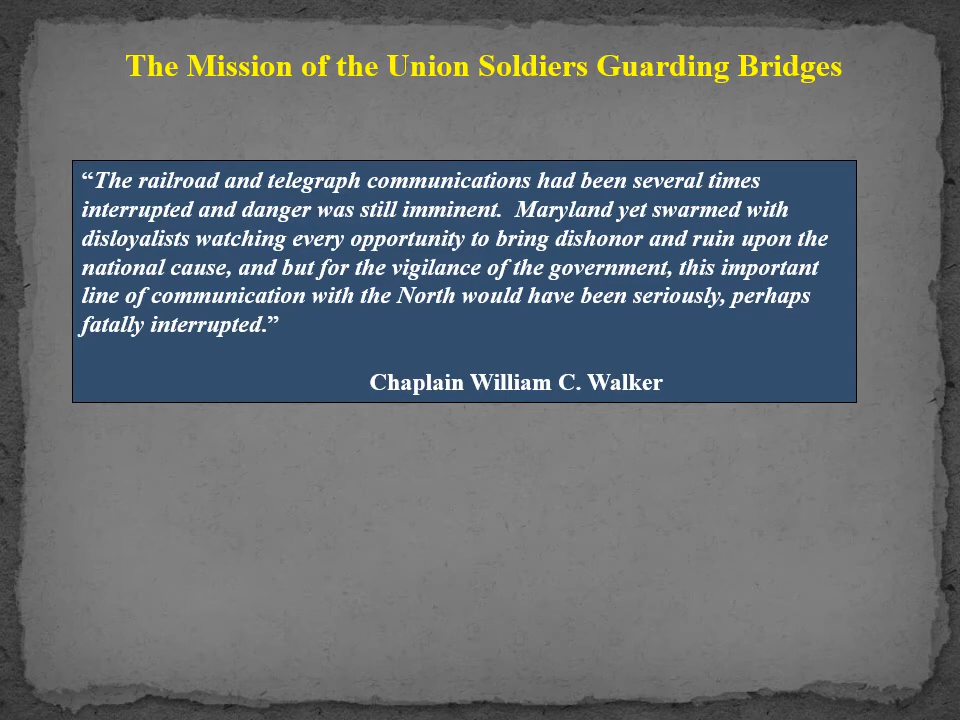 The Mission of the Union Soldiers Guarding Bridges
“The railroad and telegraph communications had been several times
interrupted and danger was still imminent.  Maryland yet swarmed with
disloyalists watching every opportunity to bring dishonor and ruin upon the
national cause, and but for the vigilance of the government, this important
line of communication with the North would have been seriously, perhaps
fatally interrupted.”
Chaplain William C. Walker